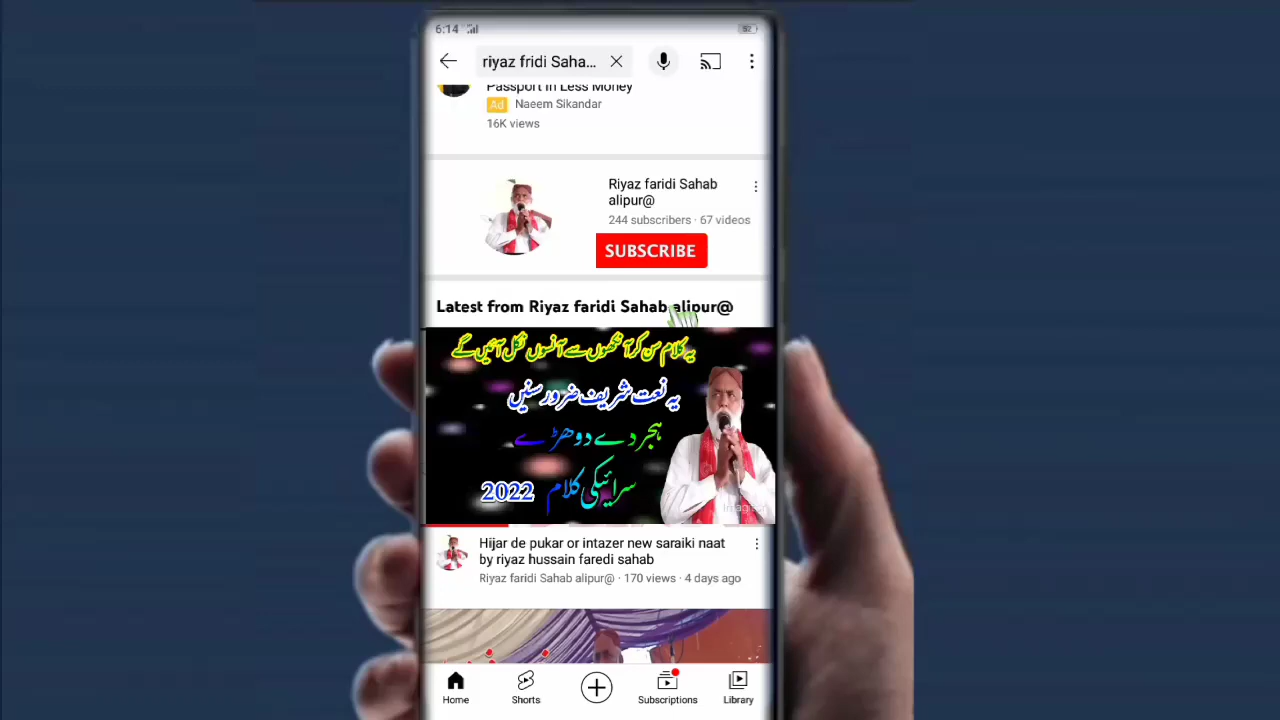 6:14
52
riyaz fridi Saha...
Passport In Less Money
Ad Naeem Sikandar
16K views
Riyaz faridi Sahab
alipur@
244 subscribers · 67 videos
SUBSCRIBE
Latest from Riyaz faridi Sahab alipur@
یہ کلام سن کر آنکھوں سے آنسوں نکل آئیں گے
یہ نعت شریف ضرور سنیں
ہجر دے دوھڑے
سرائیکی کلام 2022
Hijar de pukar or intazer new saraiki naat
by riyaz hussain faredi sahab
Riyaz faridi Sahab alipur@ · 170 views · 4 days ago
Home
Shorts
Subscriptions
Library